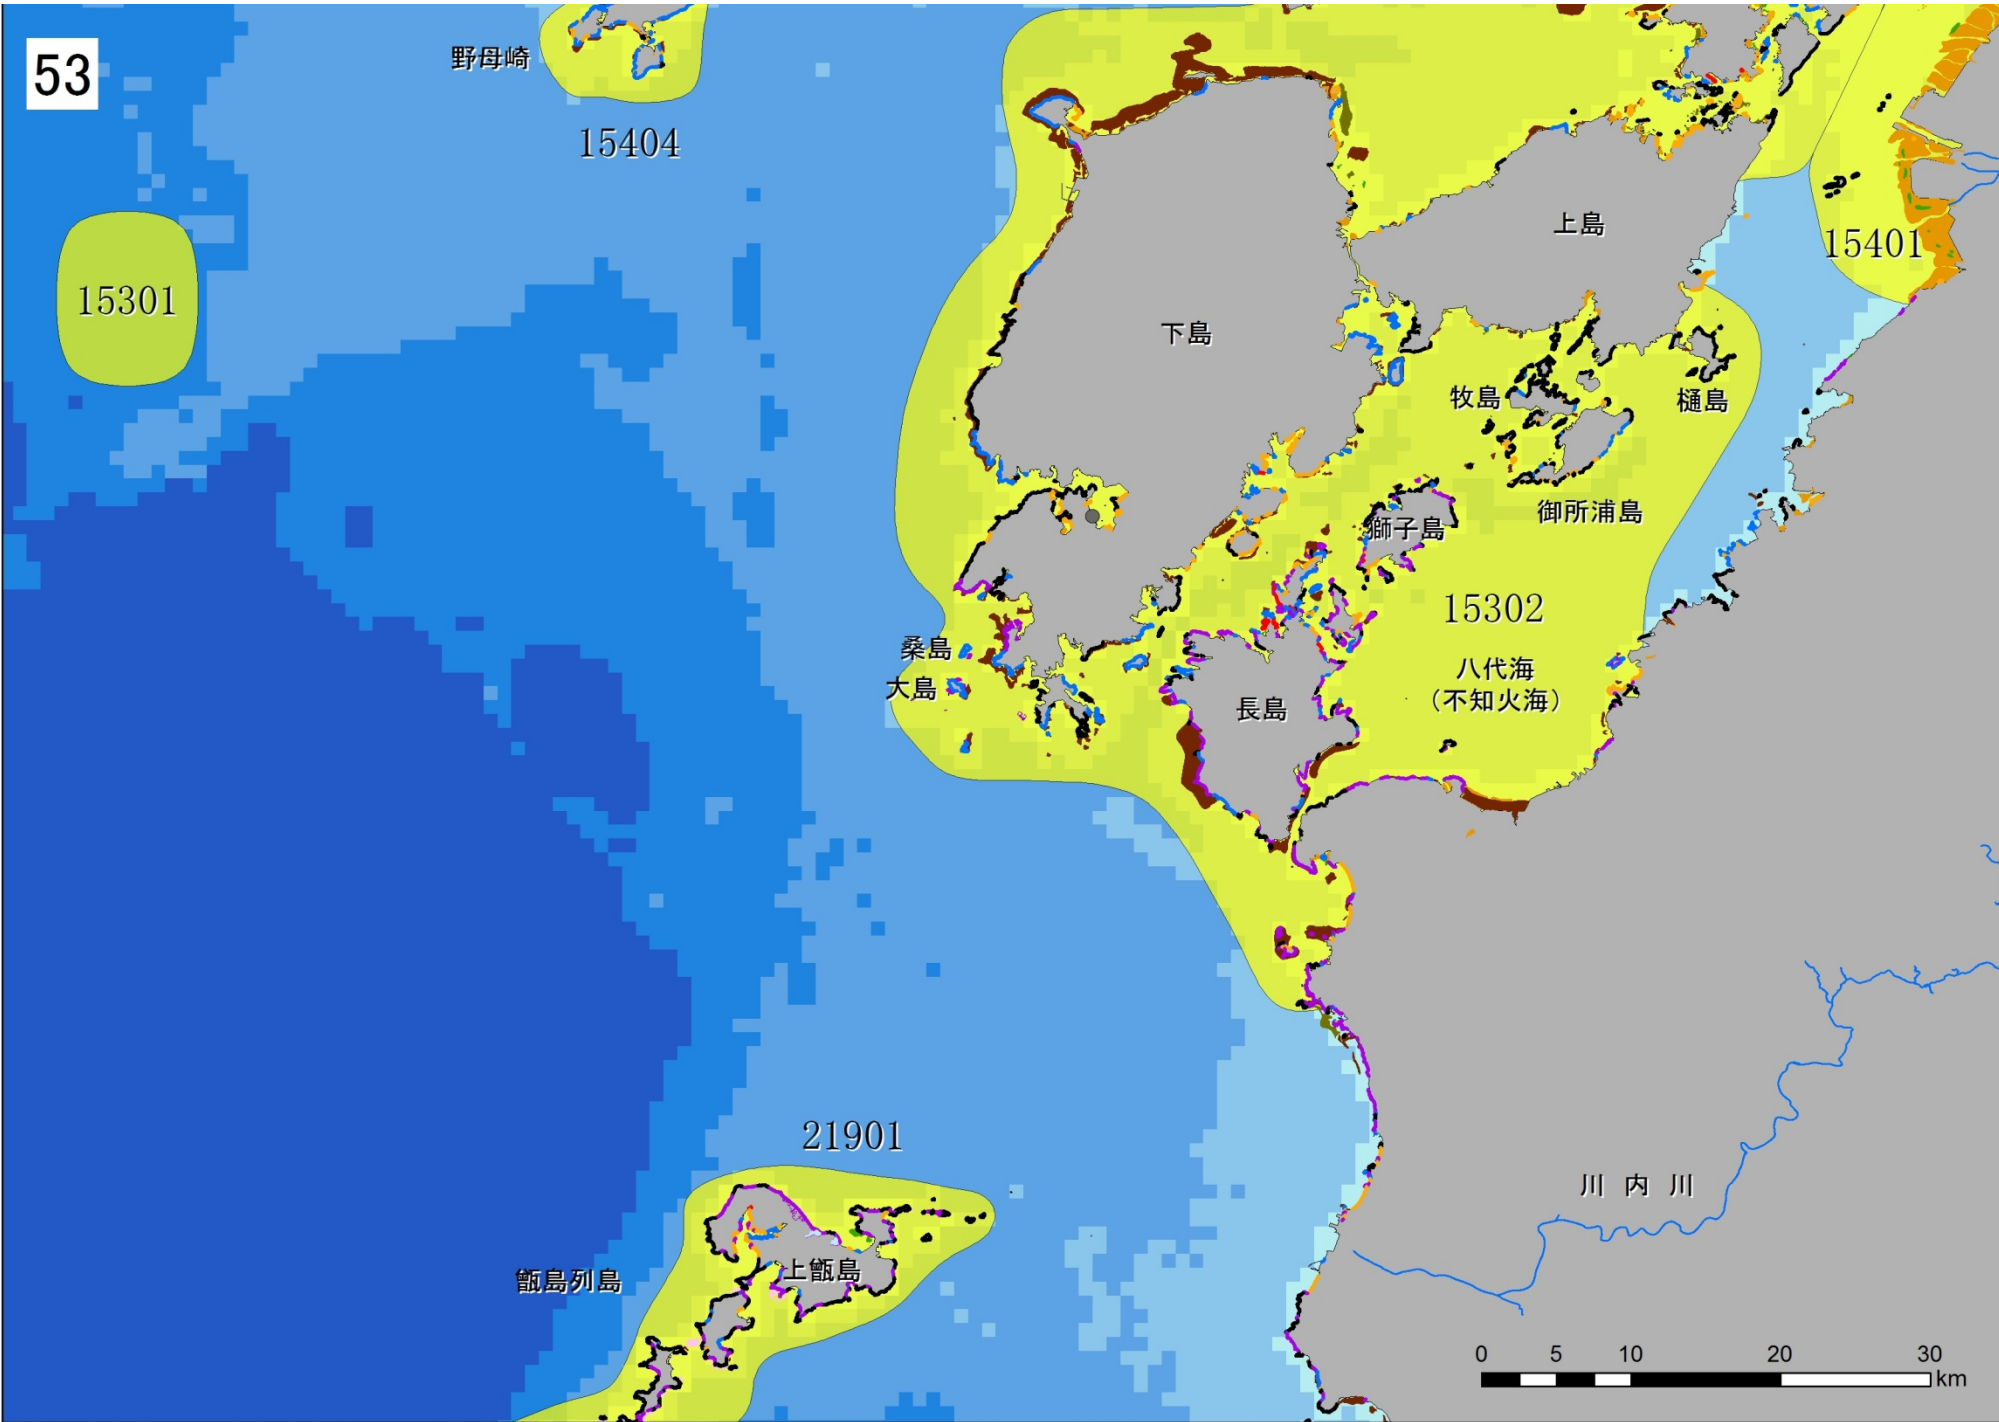 53
野母崎
15404
上島
15401
15301
下島
牧島
樋島
御所浦島
獅子島
15302
桑島
八代海
(不知火海)
大島
長島
21901
川内川
上甑島
甑島列島
0 5 10 20 30
km